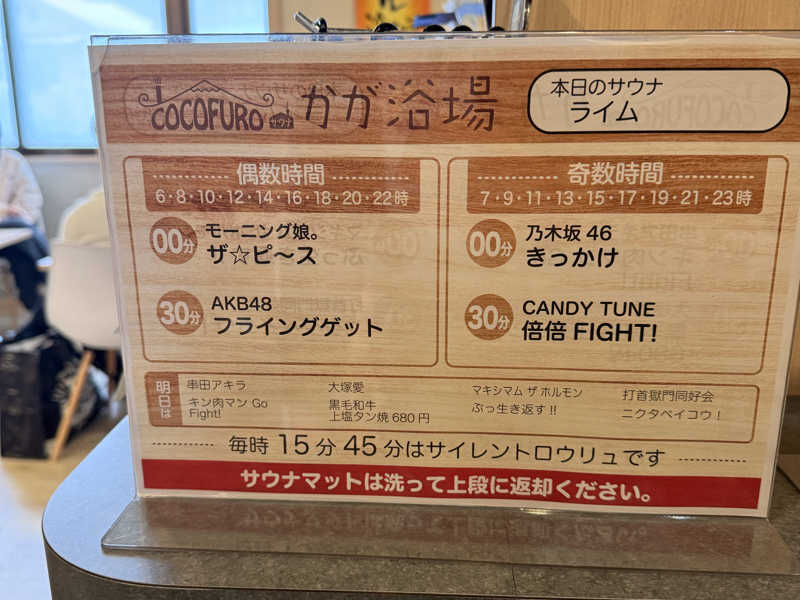 COCOFURO サウナ かが浴場
本日のサウナ
ライム
偶数時間
6・8・10・12・14・16・18・20・22時
00分 モーニング娘。
ザ☆ピ〜ス
30分 AKB48
フライングゲット
奇数時間
7・9・11・13・15・17・19・21・23時
00分 乃木坂 46
きっかけ
30分 CANDY TUNE
倍倍 FIGHT!
明日は
串田アキラ
キン肉マン Go
Fight!
大塚愛
黒毛和牛
上塩タン焼 680 円
マキシマム ザ ホルモン
ぶっ生き返す!!
打首獄門同好会
ニクタベイコウ!
毎時 15 分 45 分はサイレントロウリュです
サウナマットは洗って上段に返却ください。